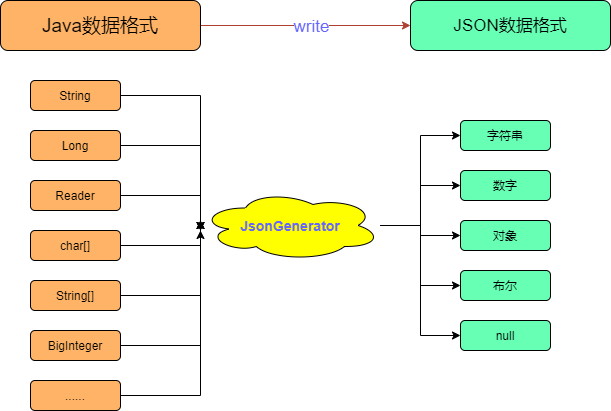 Java数据格式
write
JSON数据格式
String
Long
Reader
char[]
String[]
BigInteger
......
JsonGenerator
字符串
数字
对象
布尔
null